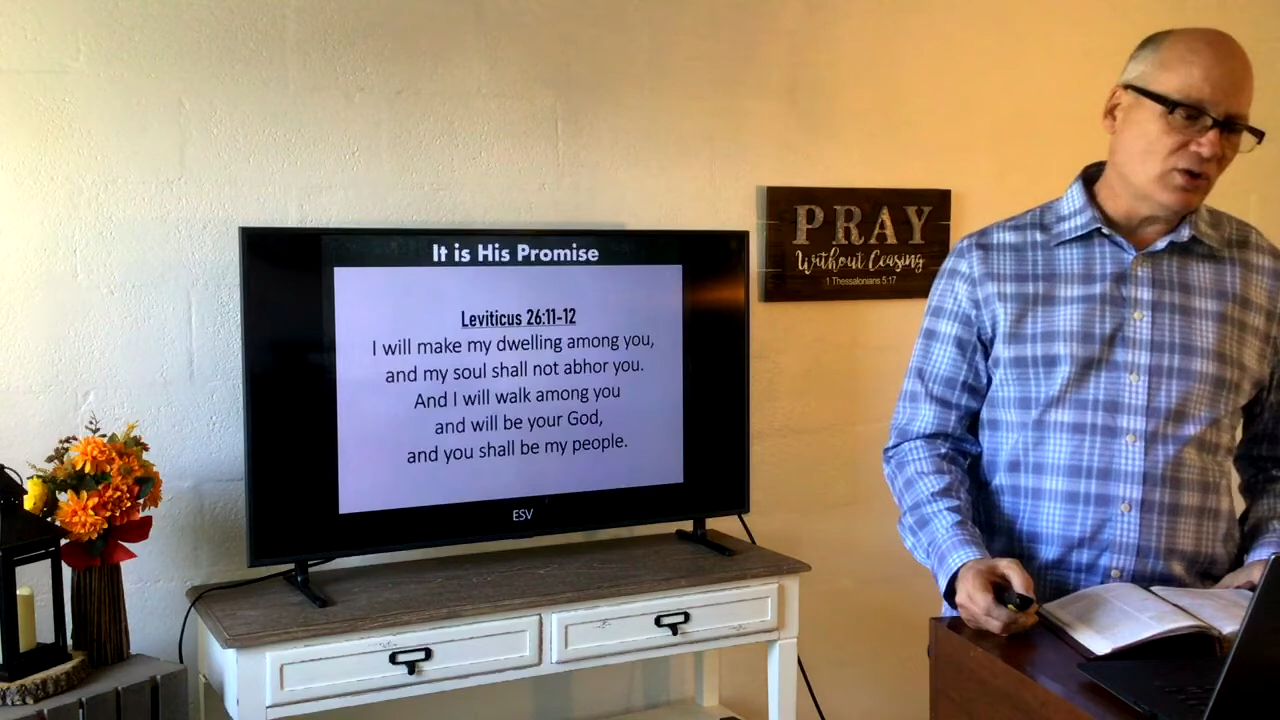 It is His Promise
Leviticus 26:11-12
I will make my dwelling among you,
and my soul shall not abhor you.
And I will walk among you
and will be your God,
and you shall be my people.
ESV
PRAY
Without Ceasing
1 Thessalonians 5:17